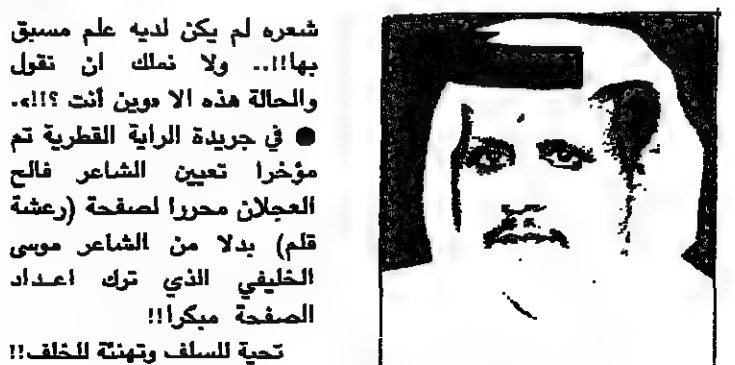 شعره لم يكن لديه علم مسبق
بها!!.. ولا نملك ان نقول
والحالة هذه الا «وين أنت ؟!!».
● في جريدة الراية القطرية تم
مؤخرا تعيين الشاعر فالح
العجلان محررا لصفحة (رعشة
قلم) بدلا من الشاعر موسى
الخليفي الذي ترك اعداد
الصفحة مبكرا!!
تحية للسلف وتهنئة للخلف!!